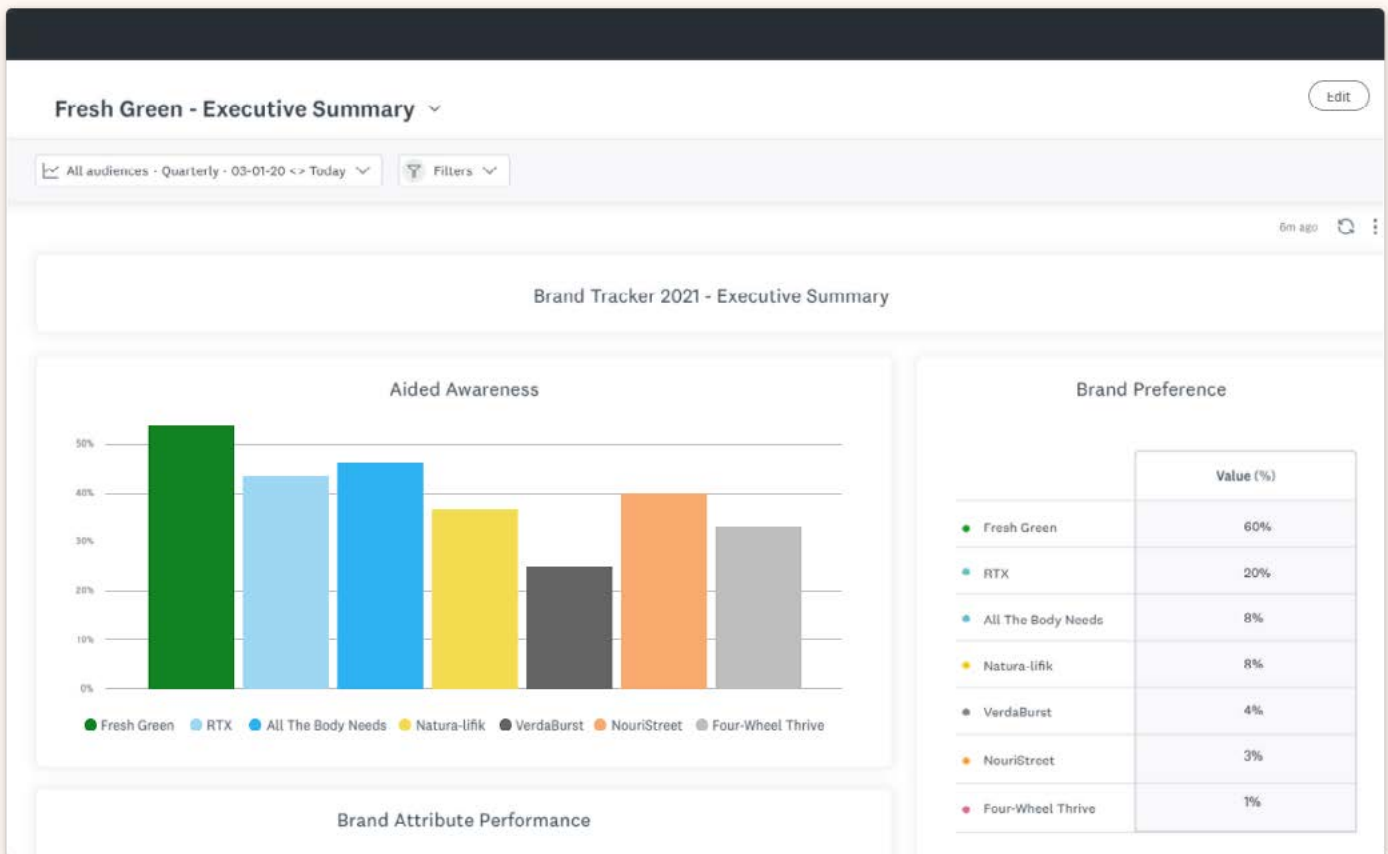 Fresh Green - Executive Summary
Edit
All audiences · Quarterly · 03-01-20 <> Today
Filters
6m ago
Brand Tracker 2021 - Executive Summary
Aided Awareness
50%
40%
30%
20%
10%
0%
Fresh Green RTX All The Body Needs Natura-lifik VerdaBurst NouriStreet Four-Wheel Thrive
Brand Preference
Value (%)
Fresh Green 60%
RTX 20%
All The Body Needs 8%
Natura-lifik 8%
VerdaBurst 4%
NouriStreet 3%
Four-Wheel Thrive 1%
Brand Attribute Performance